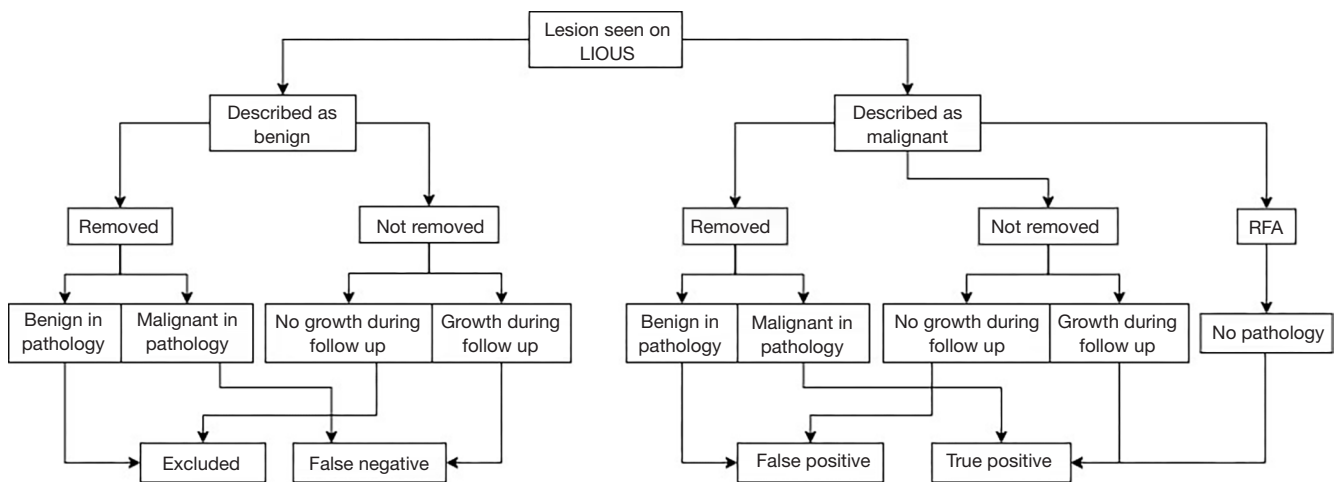 Lesion seen on
LIOUS
Described as
benign
Described as
malignant
Removed
Not removed
Removed
Not removed
RFA
Benign in
pathology
Malignant in
pathology
No growth during
follow up
Growth during
follow up
Benign in
pathology
Malignant in
pathology
No growth during
follow up
Growth during
follow up
No pathology
Excluded
False negative
False positive
True positive